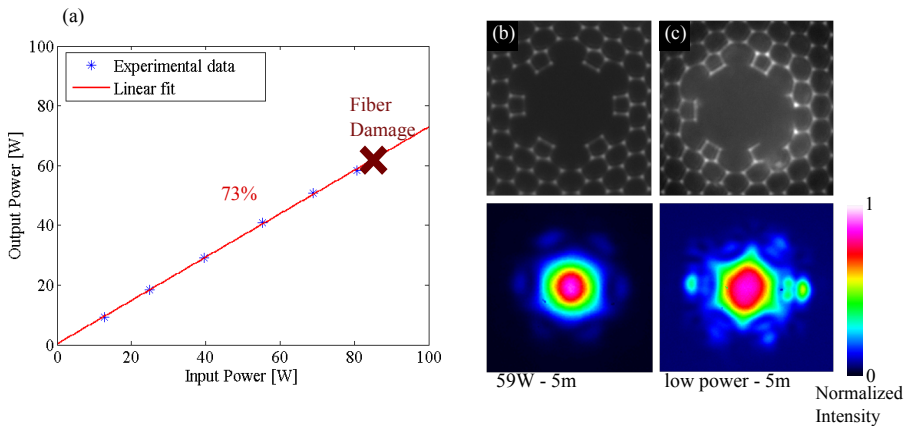 (a)
100
80
60
40
20
0
Output Power [W]
Experimental data
Linear fit
Fiber
Damage
73%
0
20
40
60
80
100
Input Power [W]
(b)
(c)
59W - 5m
low power - 5m
1
0
Normalized
Intensity